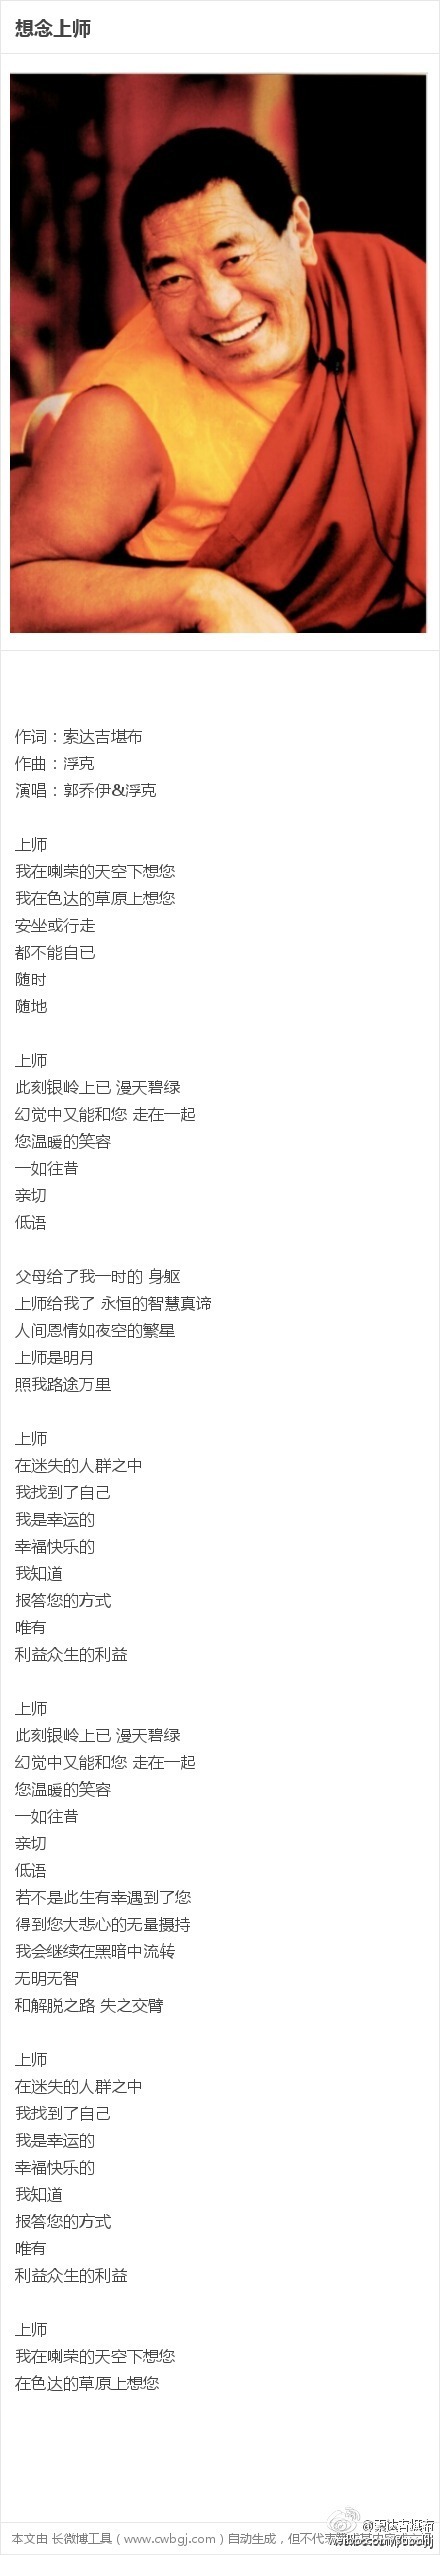 想念上师
作词：索达吉堪布
作曲：浮克
演唱：郭乔伊&浮克
上师
我在喇荣的天空下想您
我在色达的草原上想您
安坐或行走
都不能自已
随时
随地
上师
此刻银岭上已 漫天碧绿
幻觉中又能和您 走在一起
您温暖的笑容
一如往昔
亲切
低语
父母给了我一时的 身躯
上师给我了 永恒的智慧真谛
人间恩情如夜空的繁星
上师是明月
照我路途万里
上师
在迷失的人群之中
我找到了自己
我是幸运的
幸福快乐的
我知道
报答您的方式
唯有
利益众生的利益
上师
此刻银岭上已 漫天碧绿
幻觉中又能和您 走在一起
您温暖的笑容
一如往昔
亲切
低语
若不是此生有幸遇到了您
得到您大悲心的无量摄持
我会继续在黑暗中流转
无明无智
和解脱之路 失之交臂
上师
在迷失的人群之中
我找到了自己
我是幸运的
幸福快乐的
我知道
报答您的方式
唯有
利益众生的利益
上师
我在喇荣的天空下想您
在色达的草原上想您
@索达吉堪布
本文由 长微博工具（www.cwbgj.com）自动生成，但不代表